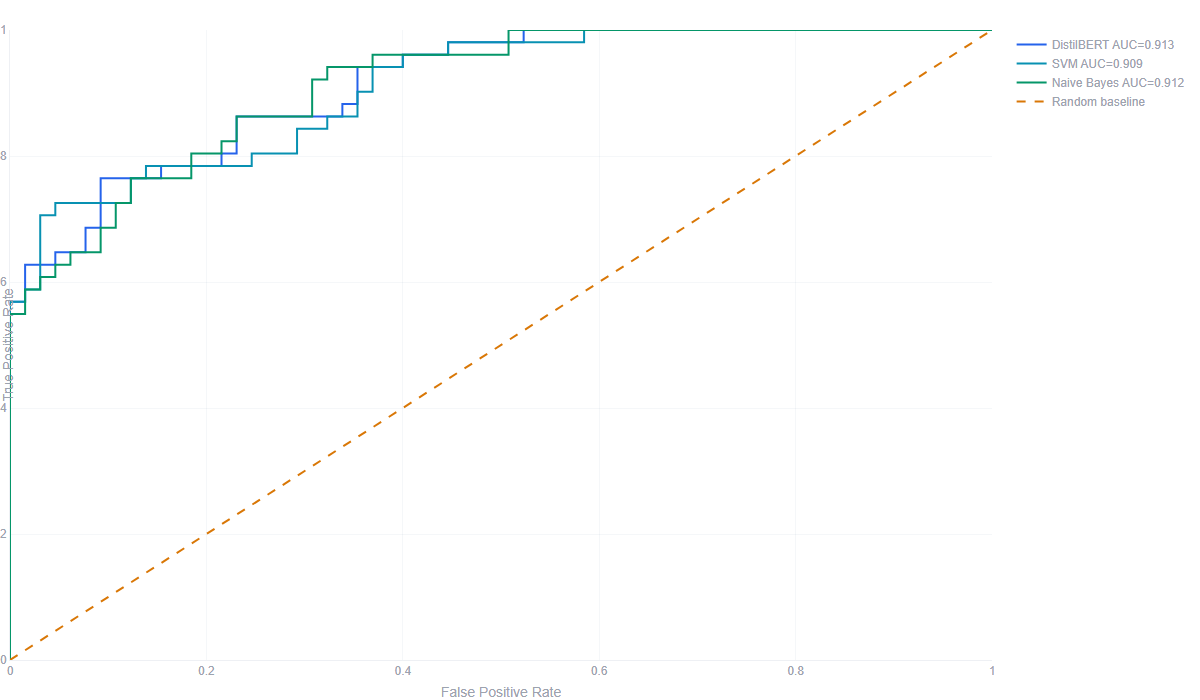 1
8
6
4
2
0
True Positive Rate
0
0.2
0.4
0.6
0.8
1
False Positive Rate
DistilBERT AUC=0.913
SVM AUC=0.909
Naive Bayes AUC=0.912
Random baseline